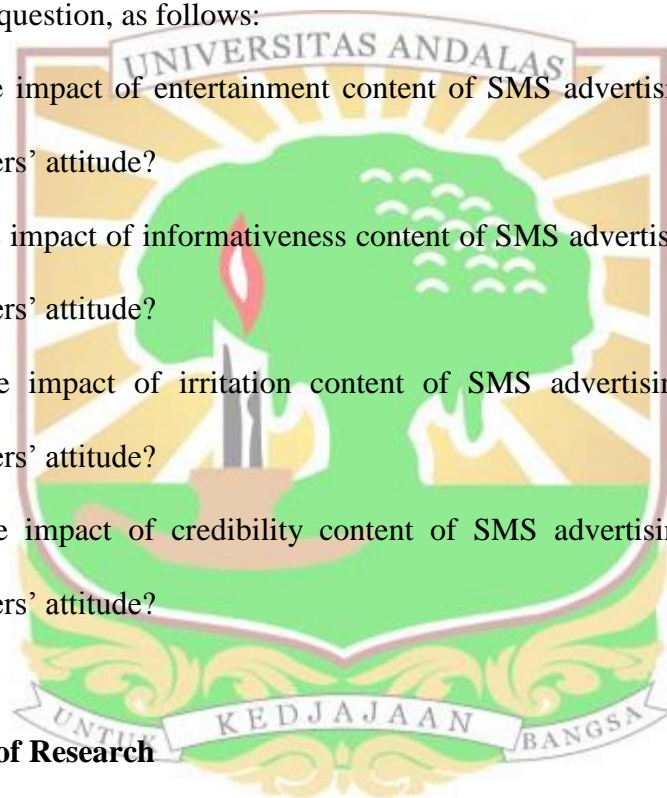 question, as follows:
UNIVERSITAS ANDALAS
e impact of entertainment content of SMS advertisi
ers’ attitude?
impact of informativeness content of SMS advertis
ers’ attitude?
e impact of irritation content of SMS advertisin
ers’ attitude?
e impact of credibility content of SMS advertisin
ers’ attitude?
UNTUK KEDJAJAAN BANGSA
of Research